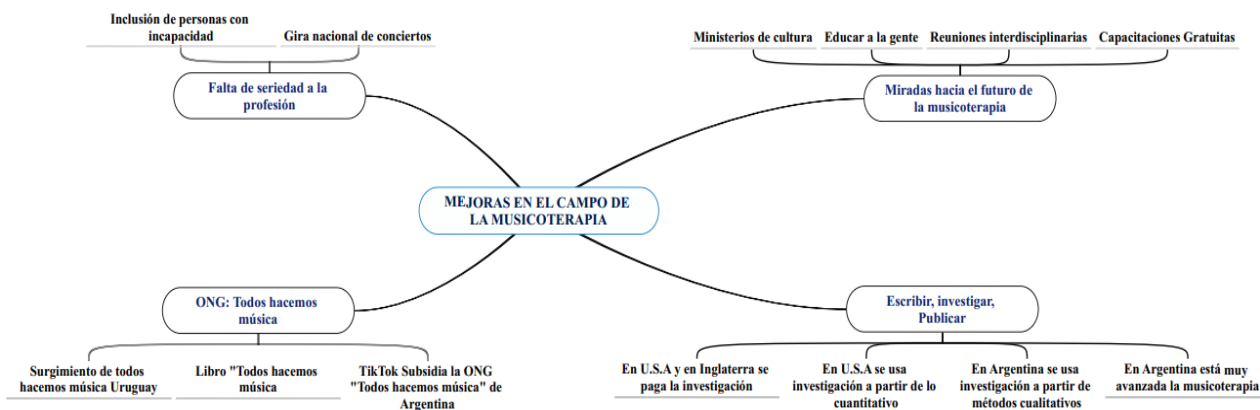 Inclusión de personas con
incapacidad
Gira nacional de conciertos
Falta de seriedad a la
profesión
Ministerios de cultura
Educar a la gente
Reuniones interdisciplinarias
Capacitaciones Gratuitas
Miradas hacia el futuro de
la musicoterapia
MEJORAS EN EL CAMPO DE
LA MUSICOTERAPIA
ONG: Todos hacemos
música
Surgimiento de todos
hacemos música Uruguay
Libro "Todos hacemos
música
TikTok Subsidia la ONG
"Todos hacemos música" de
Argentina
Escribir, investigar,
Publicar
En U.S.A y en Inglaterra se
paga la investigación
En U.S.A se usa
investigación a partir de lo
cuantitativo
En Argentina se usa
investigación a partir de
métodos cualitativos
En Argentina está muy
avanzada la musicoterapia